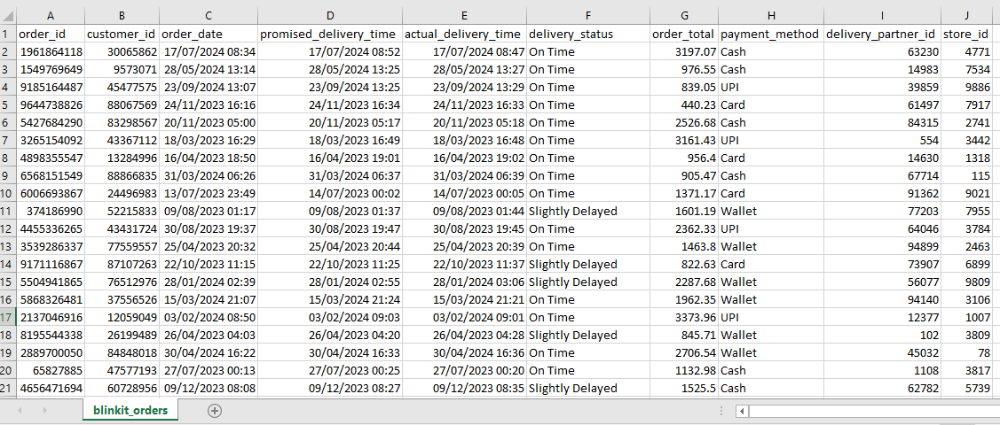 A B C D E F G H I J
1 order_id customer_id order_date promised_delivery_time actual_delivery_time delivery_status order_total payment_method delivery_partner_id store_id
2 1961864118 30065862 17/07/2024 08:34 17/07/2024 08:52 17/07/2024 08:47 On Time 3197.07 Cash 63230 4771
3 1549769649 9573071 28/05/2024 13:14 28/05/2024 13:25 28/05/2024 13:27 On Time 976.55 Cash 14983 7534
4 9185164487 45477575 23/09/2024 13:07 23/09/2024 13:25 23/09/2024 13:29 On Time 839.05 UPI 39859 9886
5 9644738826 88067569 24/11/2023 16:16 24/11/2023 16:34 24/11/2023 16:33 On Time 440.23 Card 61497 7917
6 5427684290 83298567 20/11/2023 05:00 20/11/2023 05:17 20/11/2023 05:18 On Time 2526.68 Cash 84315 2741
7 3265154092 43367112 18/03/2023 16:29 18/03/2023 16:49 18/03/2023 16:48 On Time 3161.43 UPI 554 3442
8 4898355547 13284996 16/04/2023 18:50 16/04/2023 19:01 16/04/2023 19:02 On Time 956.4 Card 14630 1318
9 6568151549 88866835 31/03/2024 06:26 31/03/2024 06:37 31/03/2024 06:39 On Time 905.47 Cash 67714 115
10 6006693867 24496983 13/07/2023 23:49 14/07/2023 00:02 14/07/2023 00:05 On Time 1371.17 Card 91362 9021
11 374186990 52215833 09/08/2023 01:17 09/08/2023 01:37 09/08/2023 01:44 Slightly Delayed 1601.19 Wallet 77203 7955
12 4455336265 43431724 30/08/2023 19:37 30/08/2023 19:47 30/08/2023 19:45 On Time 2362.33 UPI 64046 3784
13 3539286337 77559557 25/04/2023 20:32 25/04/2023 20:44 25/04/2023 20:39 On Time 1463.8 Wallet 94899 2463
14 9171116867 87107263 22/10/2023 11:15 22/10/2023 11:25 22/10/2023 11:37 Slightly Delayed 822.63 Card 73907 6899
15 5504941865 76512976 28/01/2024 02:39 28/01/2024 02:55 28/01/2024 03:06 Slightly Delayed 2287.68 Wallet 56077 9809
16 5868326481 37556526 15/03/2024 21:07 15/03/2024 21:24 15/03/2024 21:21 On Time 1962.35 Wallet 94140 3106
17 2137046916 12059049 03/02/2024 08:50 03/02/2024 09:03 03/02/2024 09:01 On Time 3373.96 UPI 12377 1007
18 8195544338 26199489 26/04/2023 04:03 26/04/2023 04:20 26/04/2023 04:28 Slightly Delayed 845.71 Wallet 102 3809
19 2889700050 84848018 30/04/2024 16:22 30/04/2024 16:33 30/04/2024 16:36 On Time 2706.54 Wallet 45032 78
20 65827885 47577193 27/07/2023 00:13 27/07/2023 00:25 27/07/2023 00:20 On Time 1132.98 Cash 1108 3817
21 4656471694 60728956 09/12/2023 08:08 09/12/2023 08:27 09/12/2023 08:35 Slightly Delayed 1525.5 Cash 62782 5739
blinkit_orders